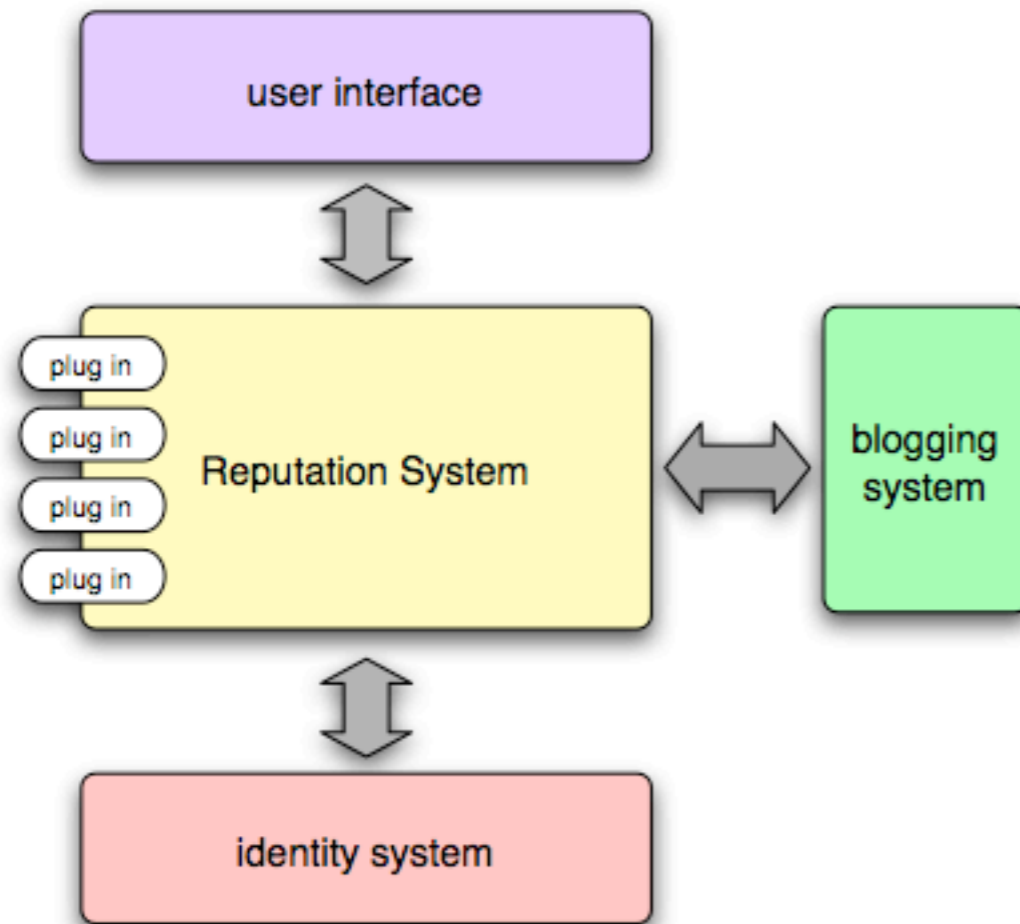 user interface
plug in
plug in
plug in
plug in
Reputation System
blogging
system
identity system